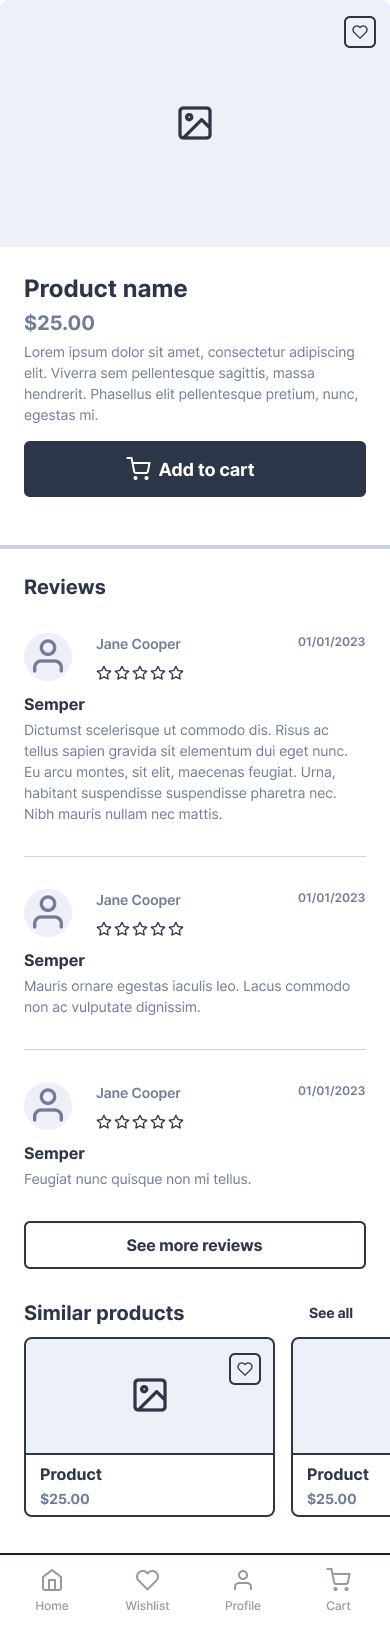 Product name
$25.00
Lorem ipsum dolor sit amet, consectetur adipiscing
elit. Viverra sem pellentesque sagittis, massa
hendrerit. Phasellus elit pellentesque pretium, nunc,
egestas mi.
Add to cart
Reviews
Jane Cooper 01/01/2023
Semper
Dictumst scelerisque ut commodo dis. Risus ac
tellus sapien gravida sit elementum dui eget nunc.
Eu arcu montes, sit elit, maecenas feugiat. Urna,
habitant suspendisse suspendisse pharetra nec.
Nibh mauris nullam nec mattis.
Jane Cooper 01/01/2023
Semper
Mauris ornare egestas iaculis leo. Lacus commodo
non ac vulputate dignissim.
Jane Cooper 01/01/2023
Semper
Feugiat nunc quisque non mi tellus.
See more reviews
Similar products See all
Product Product
$25.00 $25.00
Home Wishlist Profile Cart